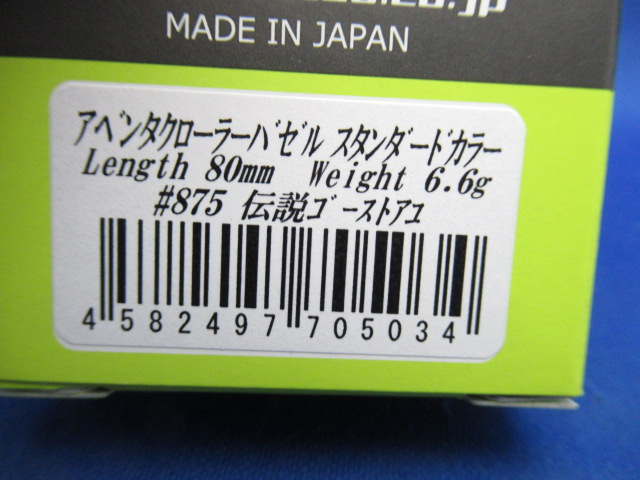 MADE IN JAPAN
アベンタクローラーバゼル スタンダードカラー
Length 80mm Weight 6.6g
#875 伝説ゴーストアユ
4 582497 705034